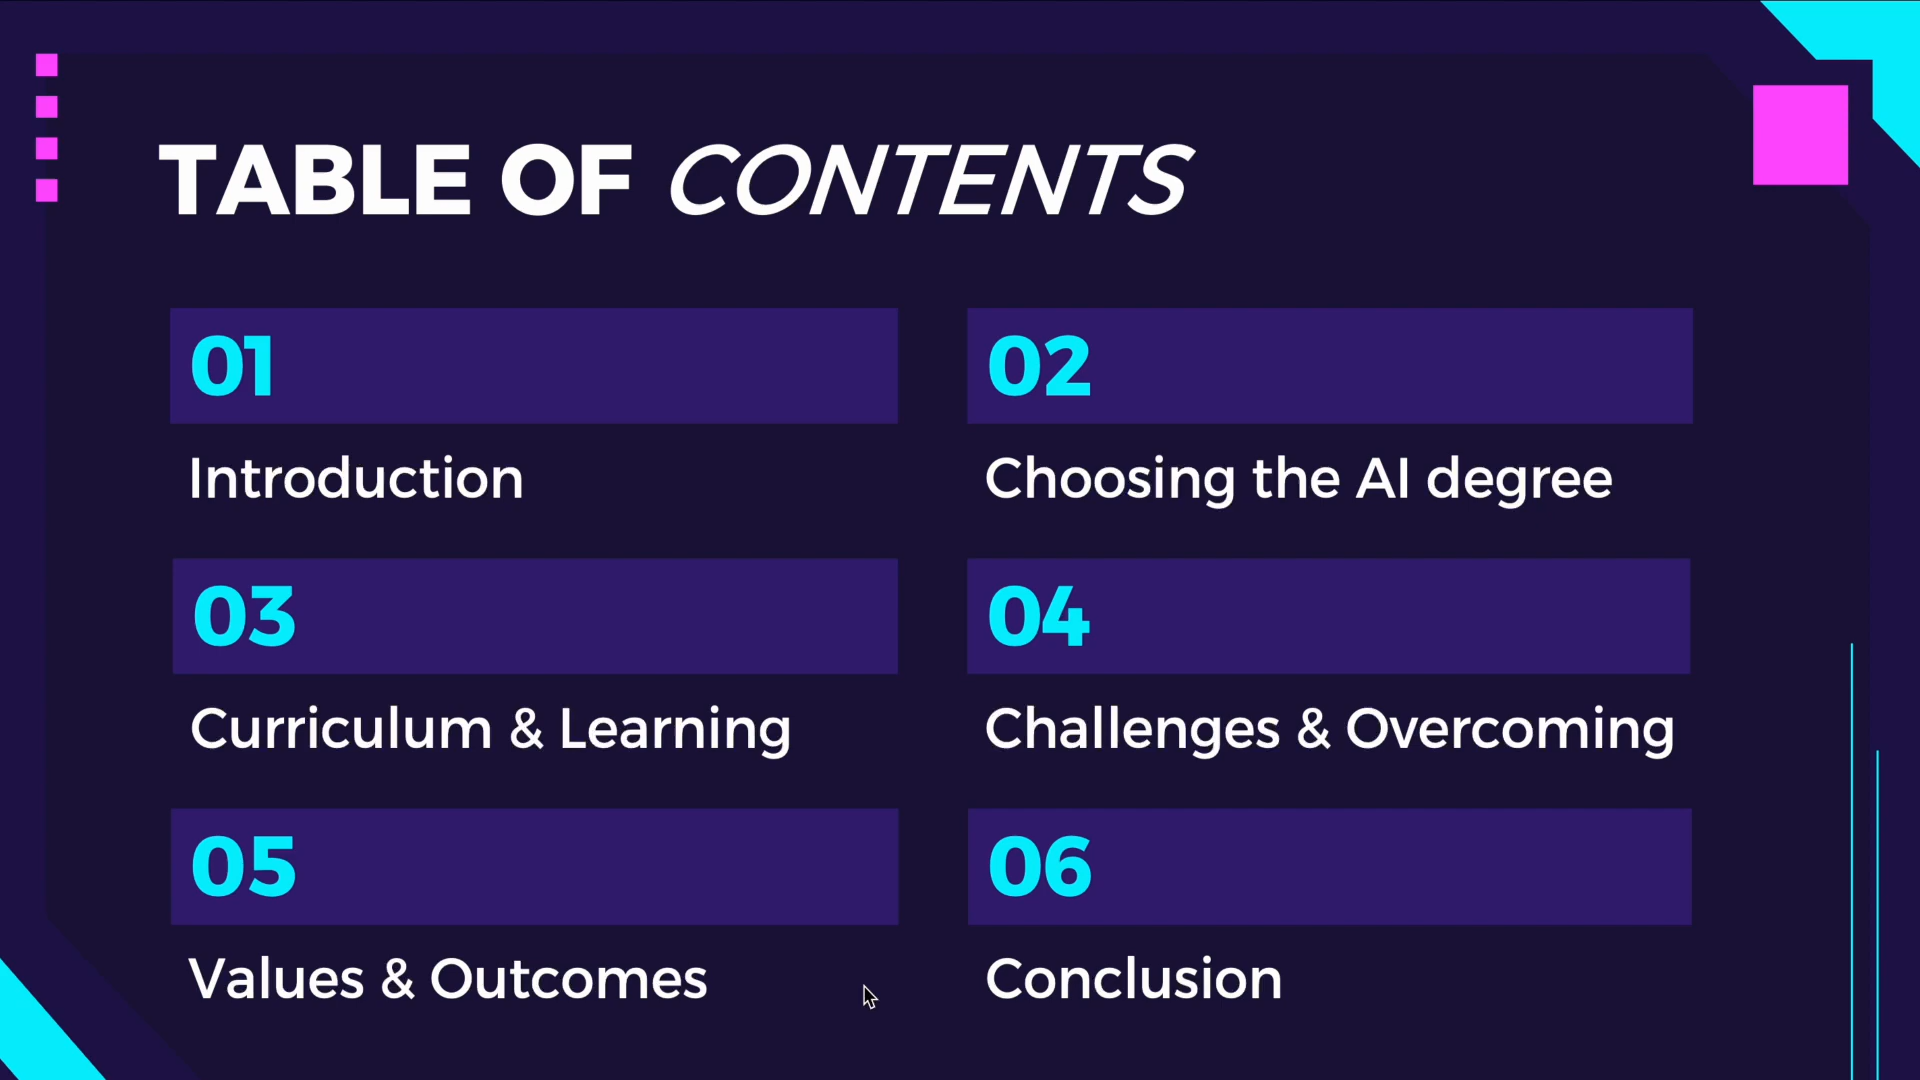 TABLE OF CONTENTS
01
Introduction
02
Choosing the AI degree
03
Curriculum & Learning
04
Challenges & Overcoming
05
Values & Outcomes
06
Conclusion